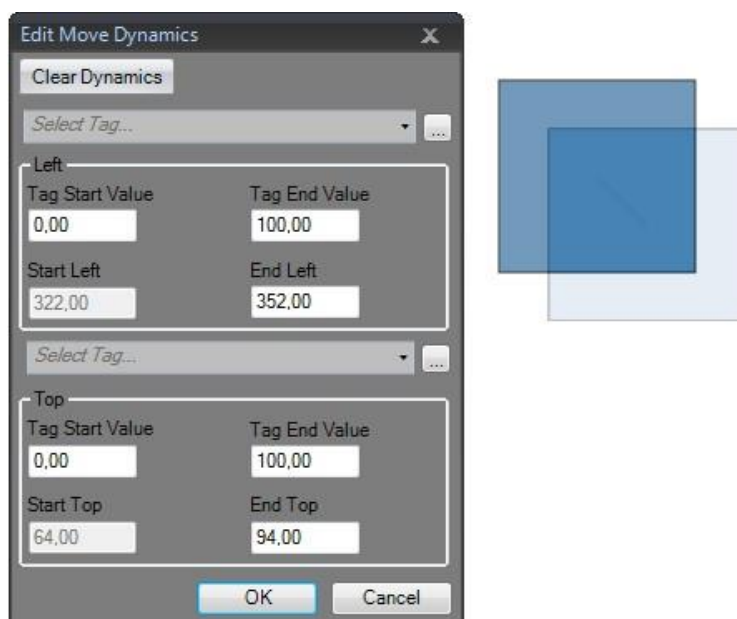 Edit Move Dynamics X
Clear Dynamics
Select Tag... ...
Left
Tag Start Value Tag End Value
0,00 100,00
Start Left End Left
322,00 352,00
Select Tag... ...
Top
Tag Start Value Tag End Value
0,00 100,00
Start Top End Top
64,00 94,00
OK Cancel